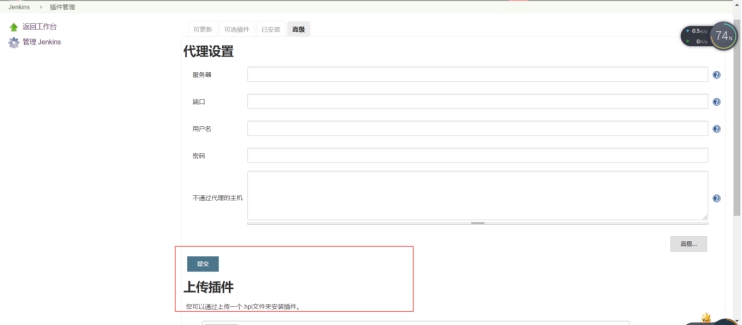 Jenkins › 插件管理
返回工作台
管理 Jenkins
可更新 可选插件 已安装 高级
代理设置
服务器
端口
用户名
密码
不通过代理的主机
高级...
提交
上传插件
您可以通过上传一个.hpi文件来安装插件。
74%